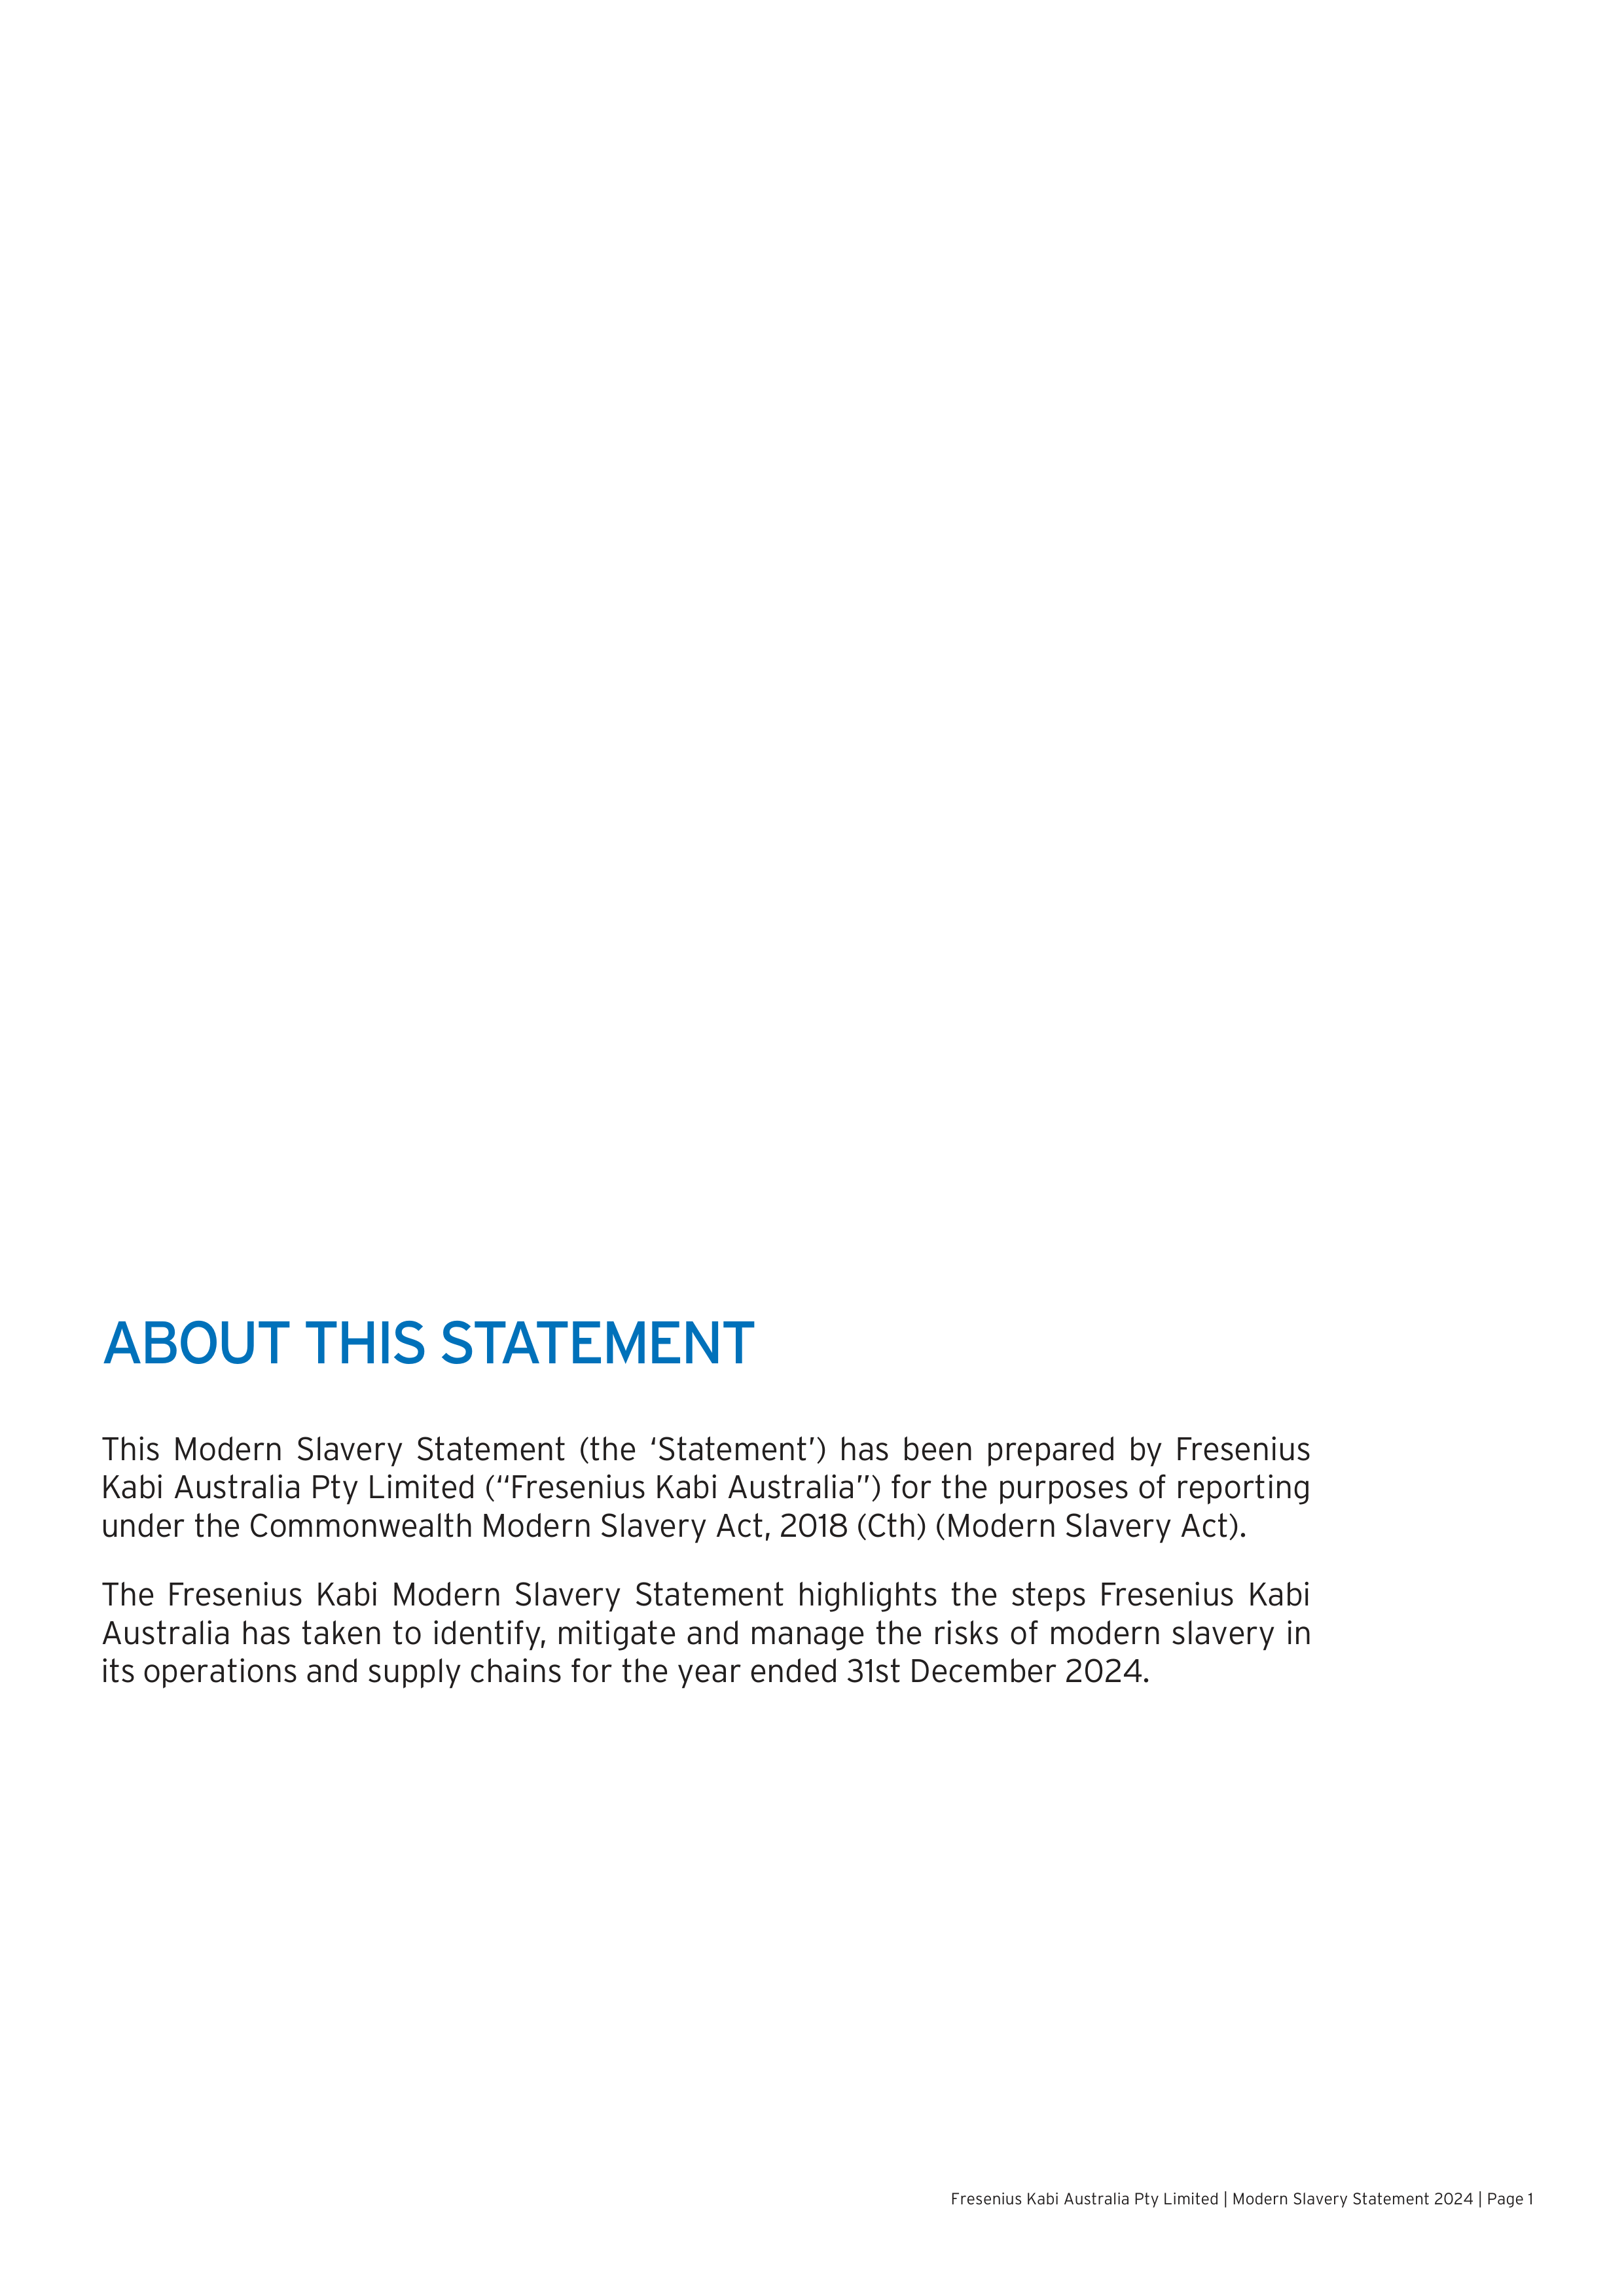 ABOUT THIS STATEMENT
This Modern Slavery Statement (the ‘Statement’) has been prepared by Fresenius
Kabi Australia Pty Limited (“Fresenius Kabi Australia”) for the purposes of reporting
under the Commonwealth Modern Slavery Act, 2018 (Cth) (Modern Slavery Act).
The Fresenius Kabi Modern Slavery Statement highlights the steps Fresenius Kabi
Australia has taken to identify, mitigate and manage the risks of modern slavery in
its operations and supply chains for the year ended 31st December 2024.
Fresenius Kabi Australia Pty Limited | Modern Slavery Statement 2024 | Page 1